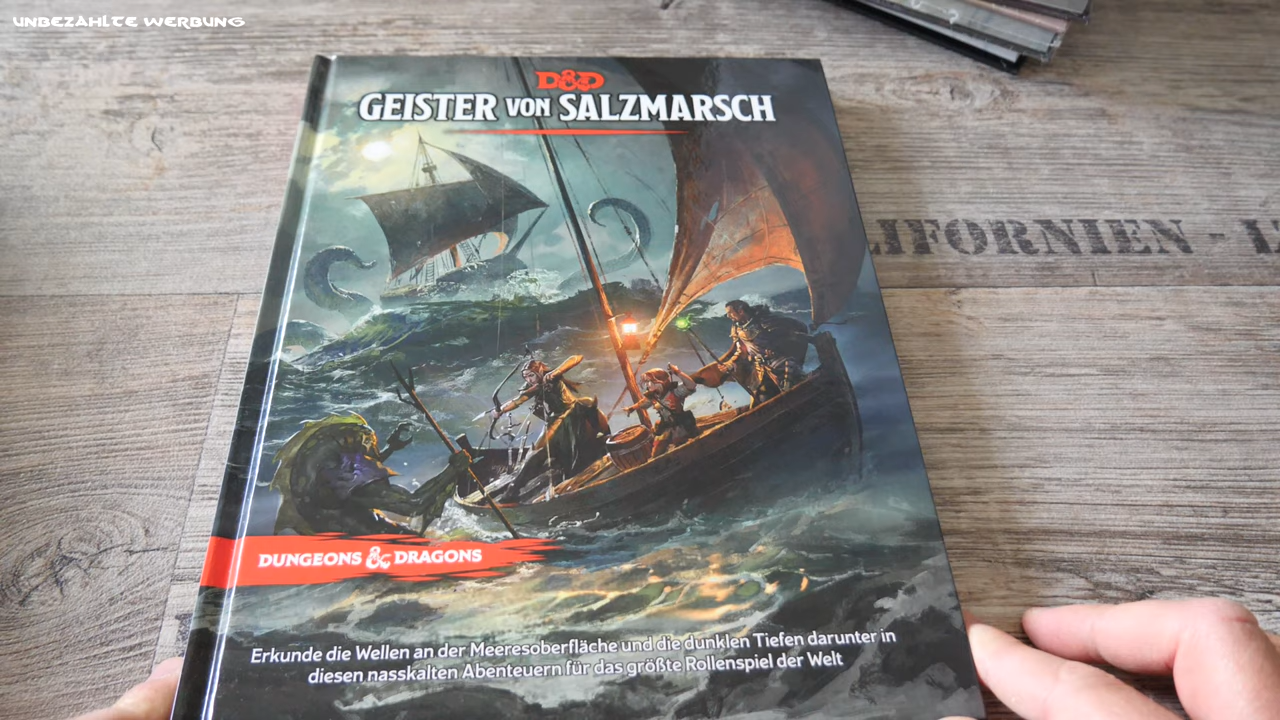 UNBEZAHLTE WERBUNG
D&D
GEISTER VON SALZMARSCH
LIFORNIEN - 1
DUNGEONS & DRAGONS
Erkunde die Wellen an der Meeresoberfläche und die dunklen Tiefen darunter in
diesen nasskalten Abenteuern für das größte Rollenspiel der Welt